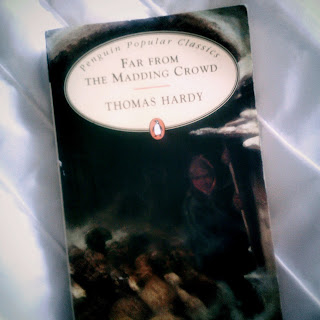 Penguin Popular Classics
FAR FROM
THE MADDING CROWD
THOMAS HARDY